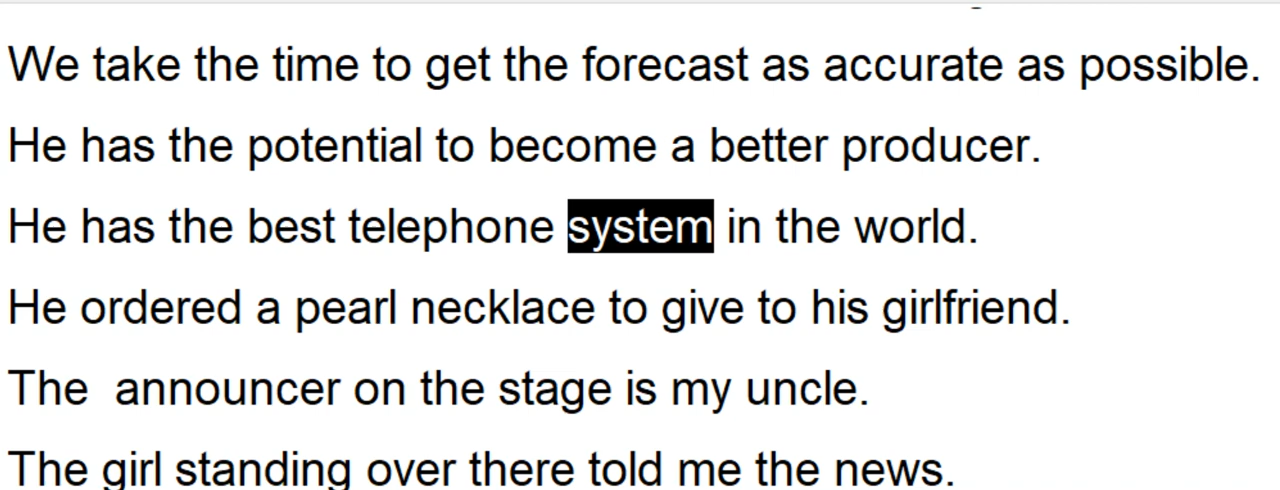 We take the time to get the forecast as accurate as possible.
He has the potential to become a better producer.
He has the best telephone system in the world.
He ordered a pearl necklace to give to his girlfriend.
The  announcer on the stage is my uncle.
The girl standing over there told me the news.